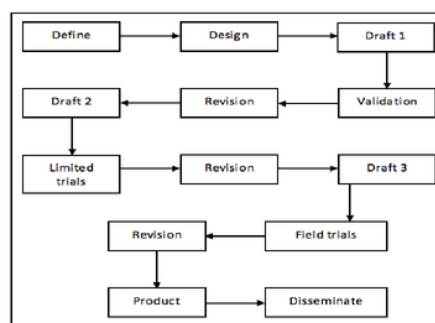 Define
Design
Draft 1
Draft 2
Revision
Validation
Limited
trials
Revision
Draft 3
Revision
Field trials
Product
Disseminate